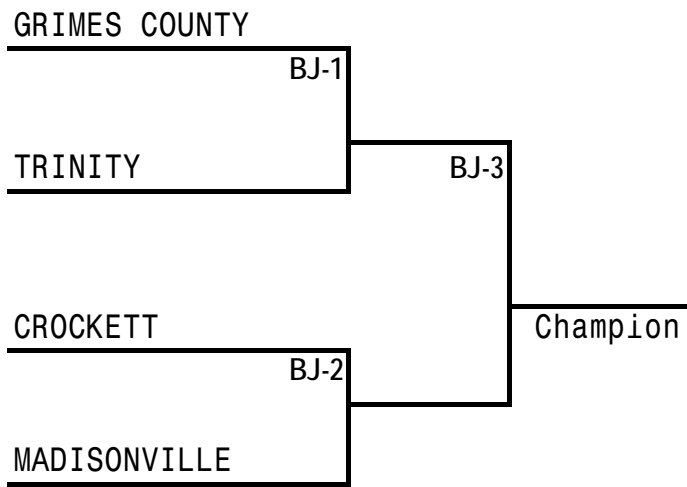 GRIMES COUNTY
BJ-1
TRINITY
BJ-3
CROCKETT
Champion
BJ-2
MADISONVILLE